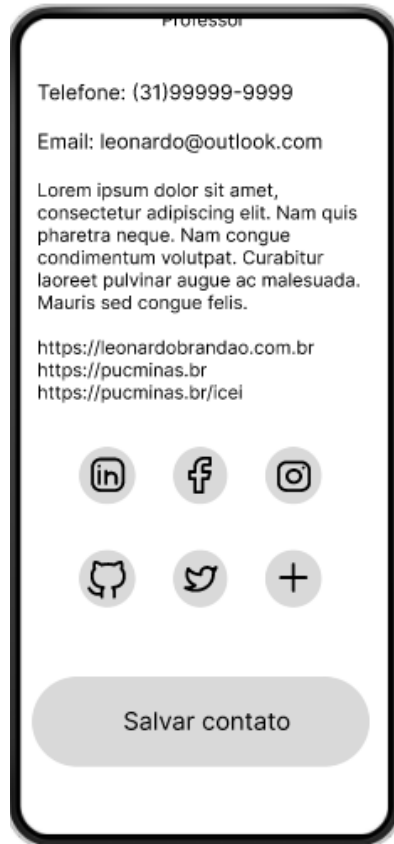 Professor
Telefone: (31)99999-9999
Email: leonardo@outlook.com
Lorem ipsum dolor sit amet,
consectetur adipiscing elit. Nam quis
pharetra neque. Nam congue
condimentum volutpat. Curabitur
laoreet pulvinar augue ac malesuada.
Mauris sed congue felis.
https://leonardobrandao.com.br
https://pucminas.br
https://pucminas.br/icei
in
Salvar contato